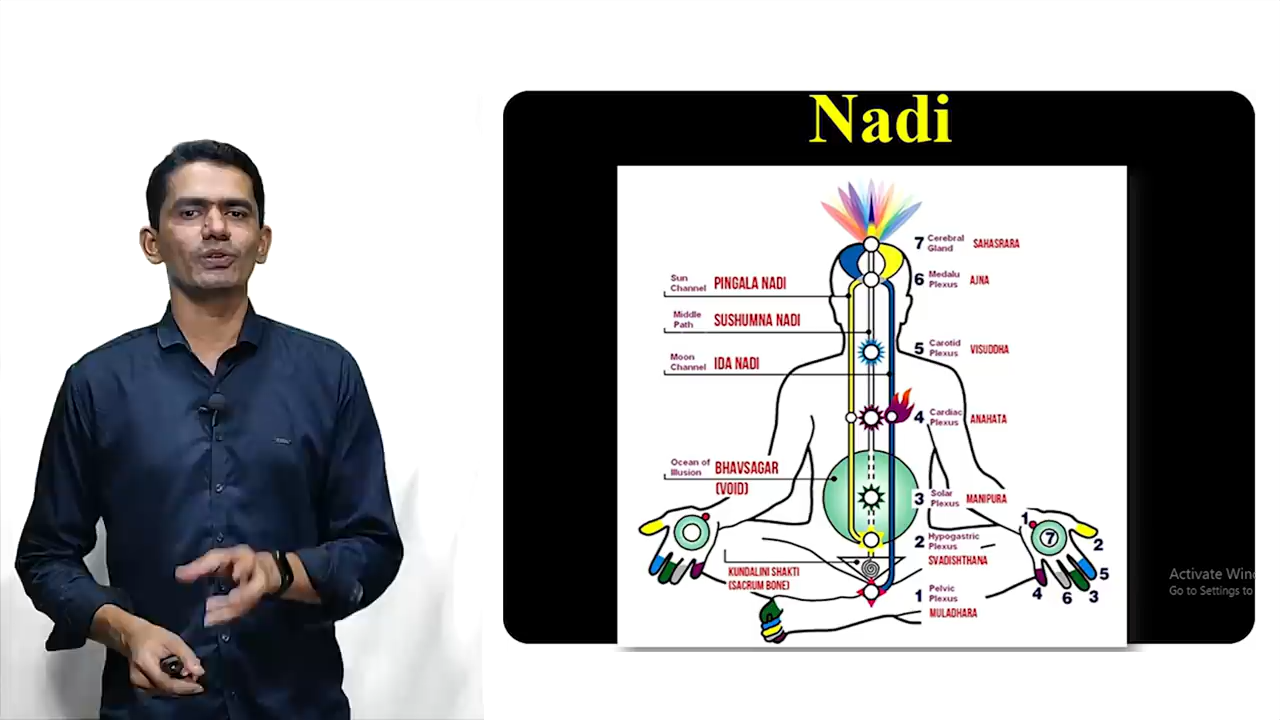 Nadi
7 Cerebral
Gland SAHASRARA
6 Medalu
Plexus AJNA
Sun
Channel PINGALA NADI
Middle
Path SUSHUMNA NADI
5 Carotid
Plexus VISUDDHA
Moon
Channel IDA NADI
4 Cardiac
Plexus ANAHATA
Ocean of
Illusion BHAVSAGAR
(VOID)
3 Solar
Plexus MANIPURA
2 Hypogastric
Plexus
SVADISHTHANA
KUNDALINI SHAKTI
(SACRUM BONE)
1 Pelvic
Plexus
MULADHARA
1
7
2
5
4 6 3
Activate Win
Go to Settings to